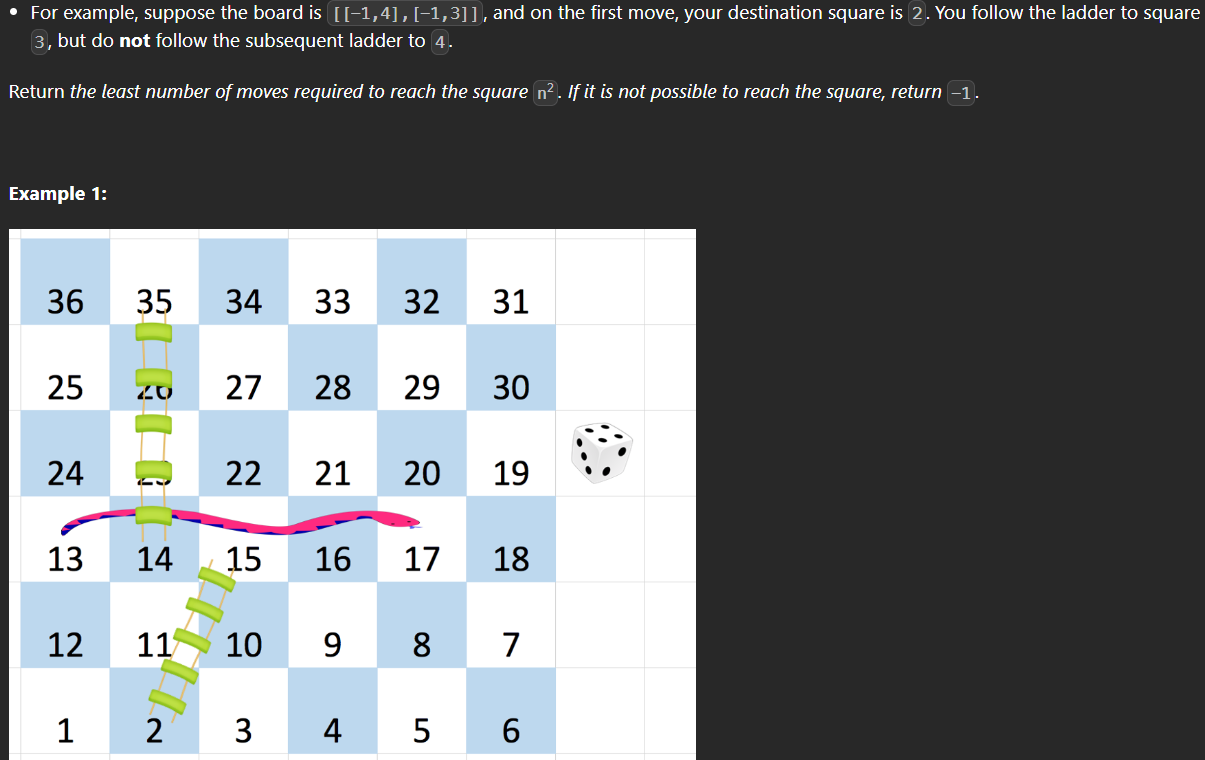 • For example, suppose the board is [[-1,4],[-1,3]], and on the first move, your destination square is 2. You follow the ladder to square
3, but do not follow the subsequent ladder to 4.
Return the least number of moves required to reach the square n². If it is not possible to reach the square, return -1.
Example 1:
36 35 34 33 32 31
25 26 27 28 29 30
24 23 22 21 20 19
13 14 15 16 17 18
12 11 10 9 8 7
1 2 3 4 5 6